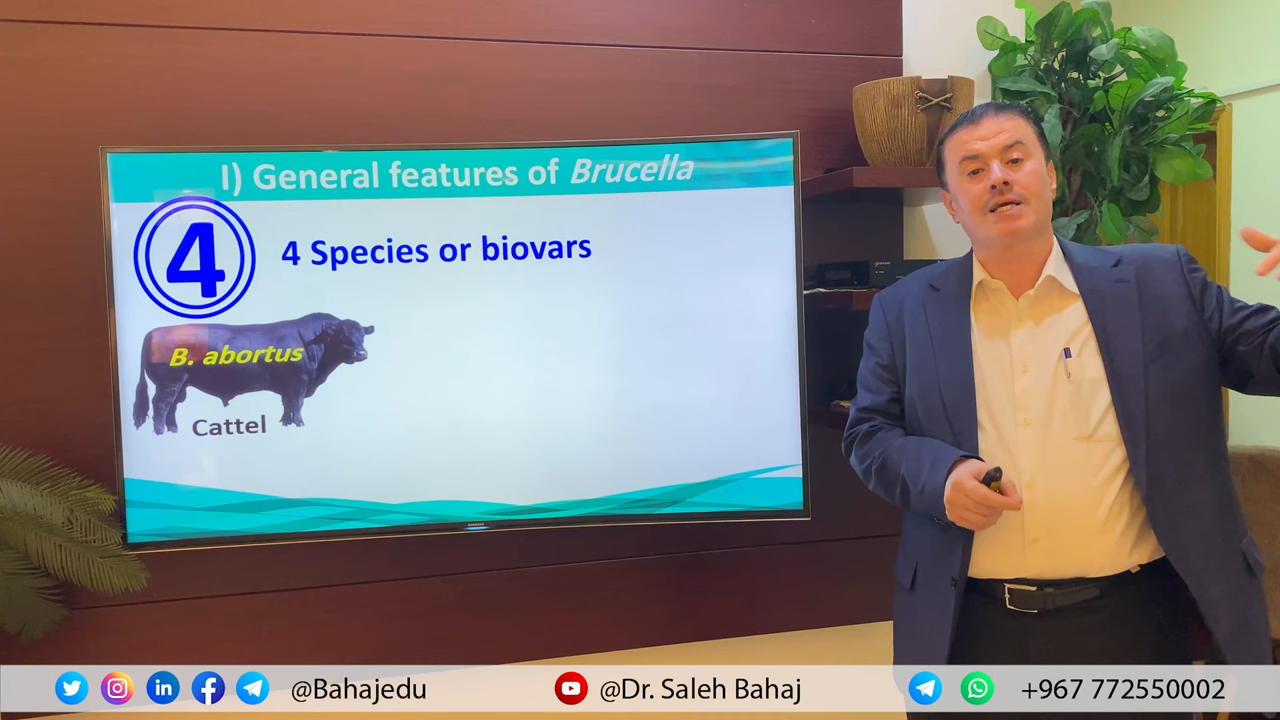 I) General features of Brucella
4
4 Species or biovars
B. abortus
Cattel
@Bahajedu
@Dr. Saleh Bahaj
+967 772550002